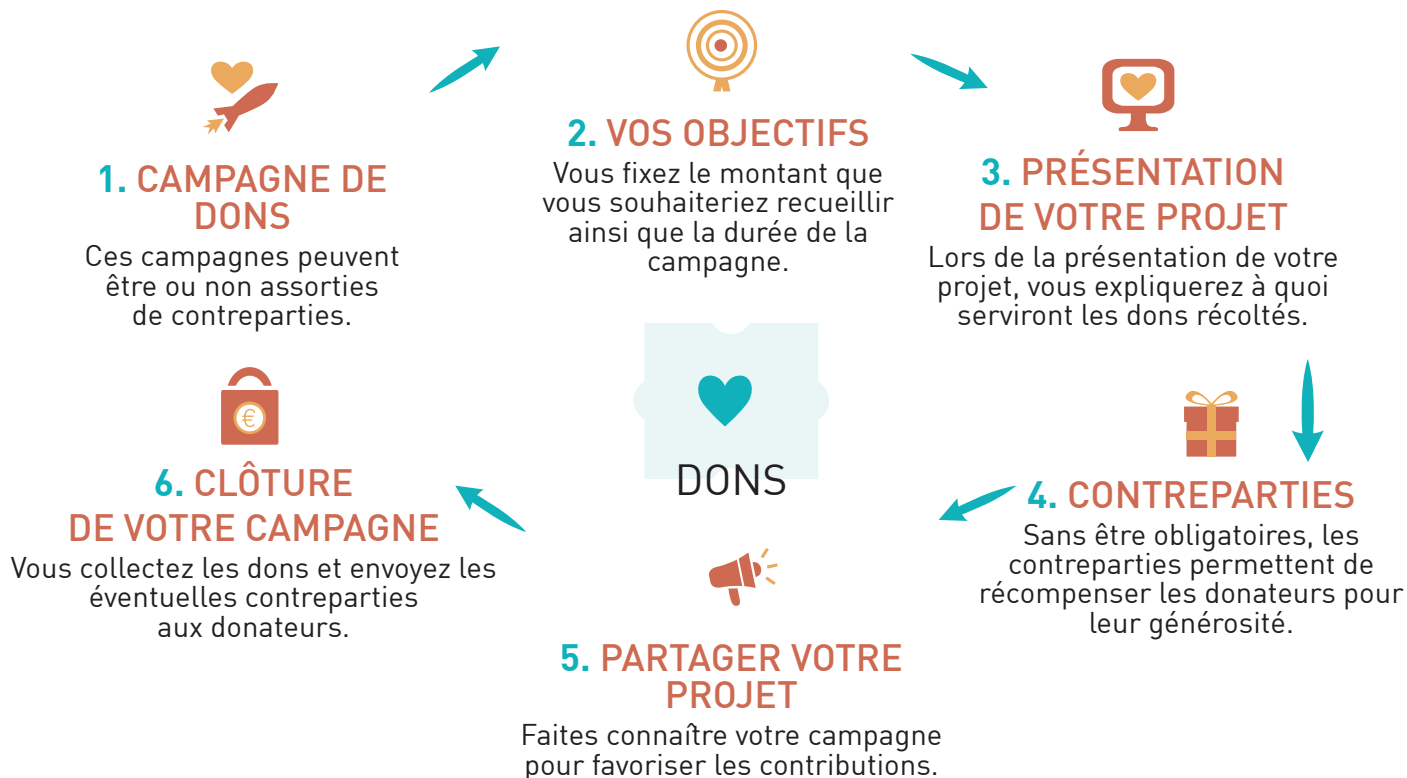 1. CAMPAGNE DE
DONS
Ces campagnes peuvent
être ou non assorties
de contreparties.
2. VOS OBJECTIFS
Vous fixez le montant que
vous souhaiteriez recueillir
ainsi que la durée de la
campagne.
3. PRÉSENTATION
DE VOTRE PROJET
Lors de la présentation de votre
projet, vous expliquerez à quoi
serviront les dons récoltés.
4. CONTREPARTIES
Sans être obligatoires, les
contreparties permettent de
récompenser les donateurs pour
leur générosité.
5. PARTAGER VOTRE
PROJET
Faites connaître votre campagne
pour favoriser les contributions.
€
6. CLÔTURE
DE VOTRE CAMPAGNE
Vous collectez les dons et envoyez les
éventuelles contreparties
aux donateurs.
DONS